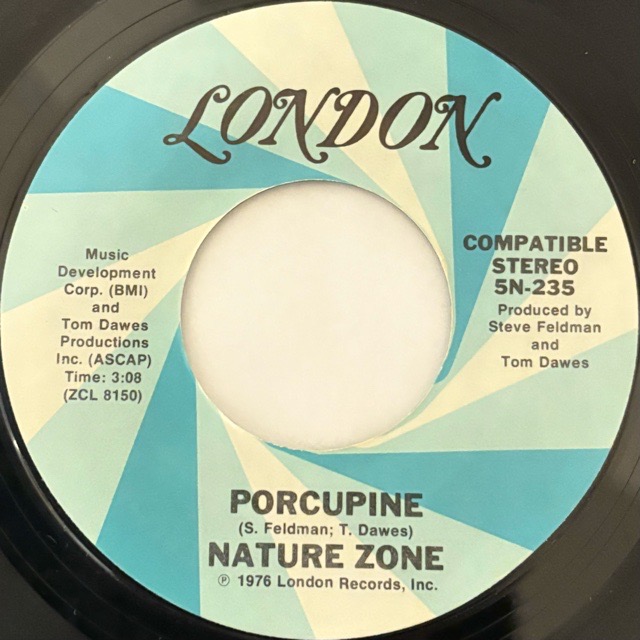 LONDON
Music
Development
Corp. (BMI)
and
Tom Dawes
Productions
Inc. (ASCAP)
Time: 3:08
(ZCL 8150)
COMPATIBLE
STEREO
5N-235
Produced by
Steve Feldman
and
Tom Dawes
PORCUPINE
(S. Feldman; T. Dawes)
NATURE ZONE
℗ 1976 London Records, Inc.